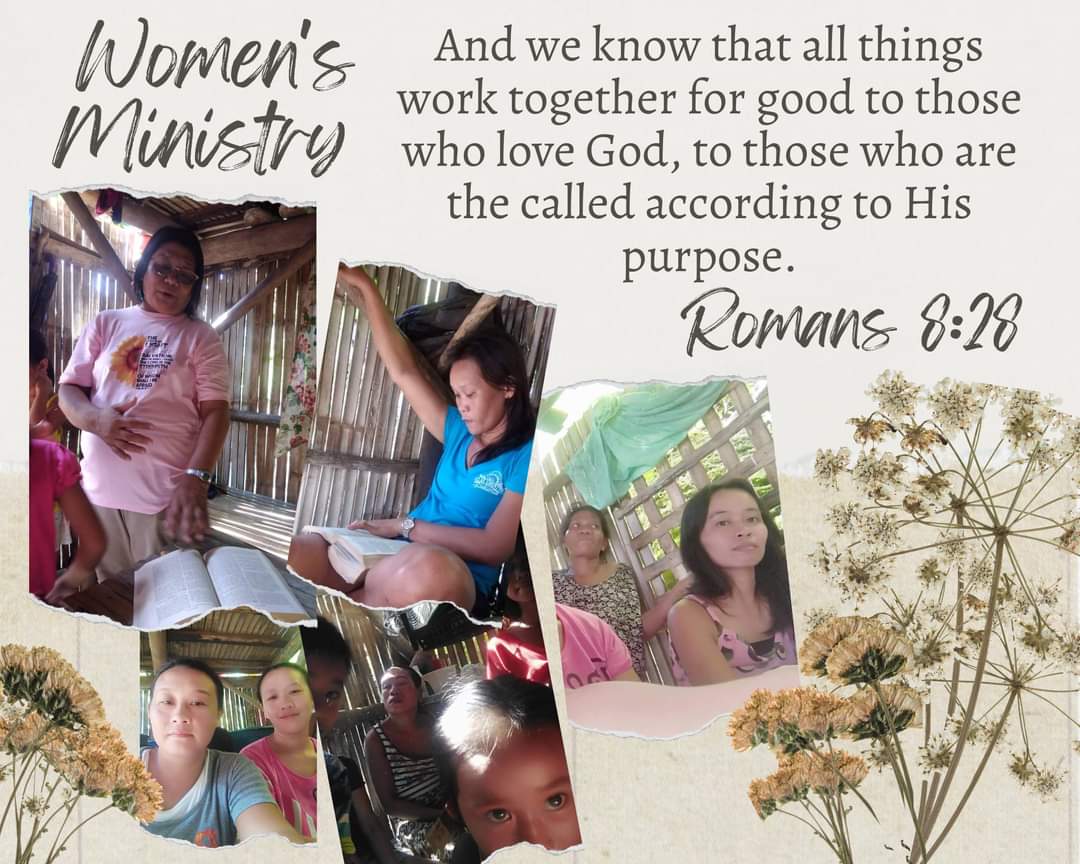 Women's
Ministry
And we know that all things
work together for good to those
who love God, to those who are
the called according to His
purpose.
Romans 8:28